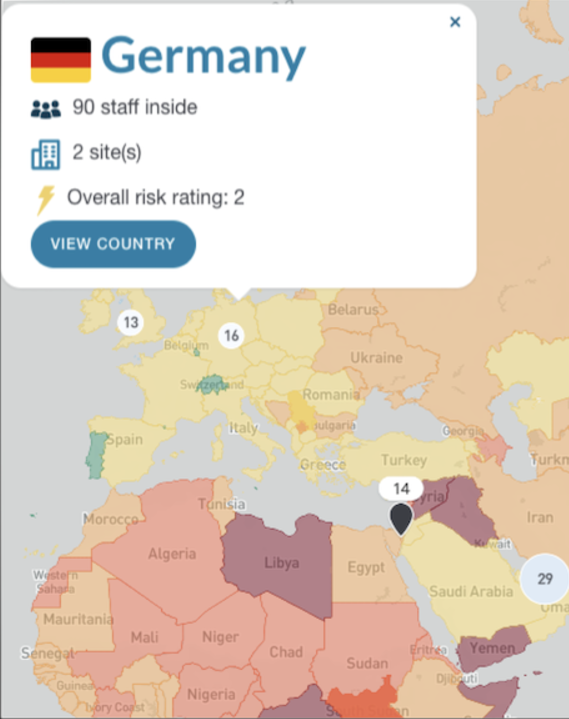 Germany
90 staff inside
2 site(s)
Overall risk rating: 2
VIEW COUNTRY
Belarus
13
16
Belgium
Ukraine
Switzerland
Romania
Bulgaria
Spain
Italy
Georgia
Greece
Turkey
Turkm
14
Syria
Tunisia
Morocco
Iran
Kuwait
Algeria
Libya
Egypt
Western
Sahara
29
Saudi Arabia
Oma
Mauritania
Mali
Niger
Chad
Eritrea
Yemen
Senegal
Sudan
Djibouti
Guinea
Nigeria
Ivory Coast
South Sudan